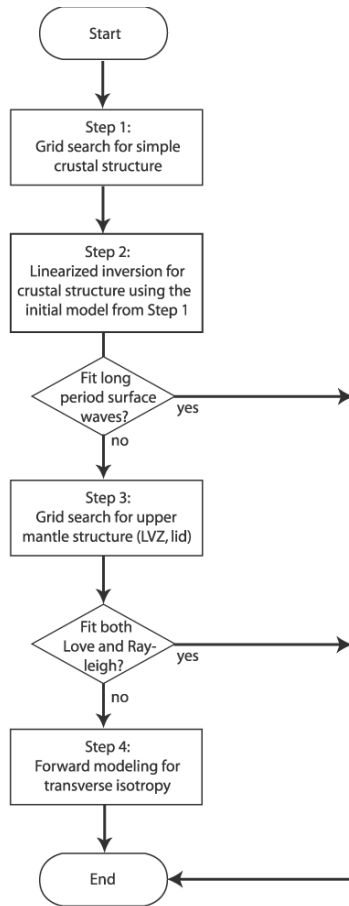 Start
Step 1:
Grid search for simple
crustal structure
Step 2:
Linearized inversion for
crustal structure using the
initial model from Step 1
Fit long
period surface
waves?
yes
no
Step 3:
Grid search for upper
mantle structure (LVZ, lid)
Fit both
Love and Ray-
leigh?
yes
no
Step 4:
Forward modeling for
transverse isotropy
End